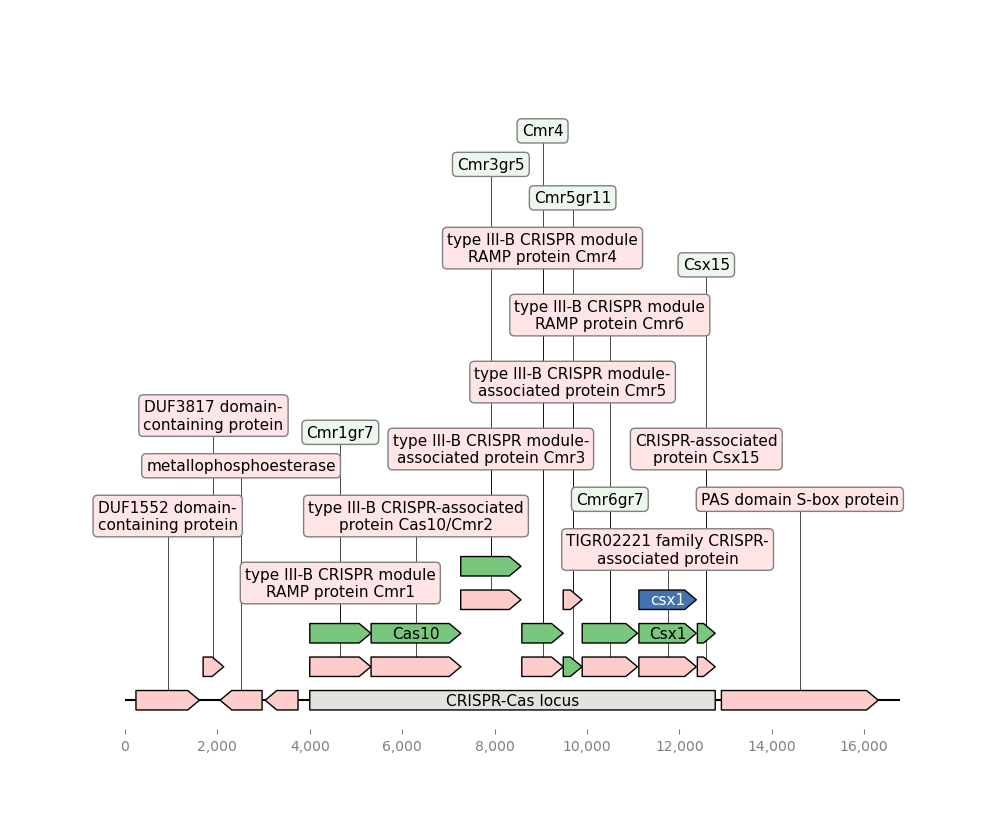 Cmr4
Cmr3gr5
Cmr5gr11
type III-B CRISPR module
RAMP protein Cmr4
Csx15
type III-B CRISPR module
RAMP protein Cmr6
type III-B CRISPR module-
associated protein Cmr5
DUF3817 domain-
containing protein
Cmr1gr7
type III-B CRISPR module-
associated protein Cmr3
CRISPR-associated
protein Csx15
metallophosphoesterase
Cmr6gr7
PAS domain S-box protein
DUF1552 domain-
containing protein
type III-B CRISPR-associated
protein Cas10/Cmr2
TIGR02221 family CRISPR-
associated protein
type III-B CRISPR module
RAMP protein Cmr1
csx1
Cas10
Csx1
CRISPR-Cas locus
0 2,000 4,000 6,000 8,000 10,000 12,000 14,000 16,000